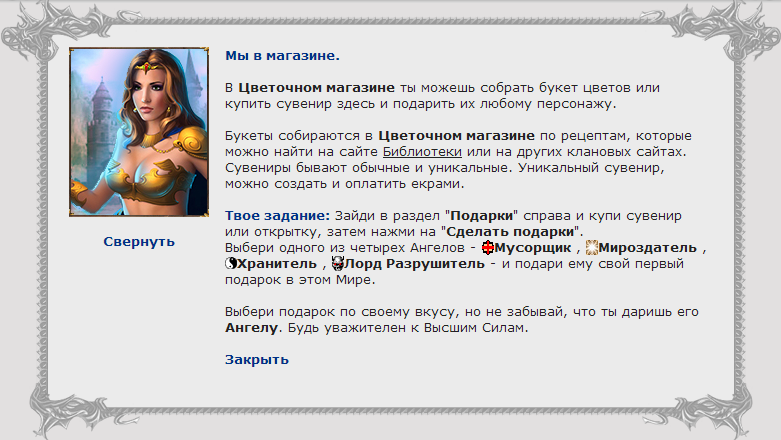 Мы в магазине.
В Цветочном магазине ты можешь собрать букет цветов или
купить сувенир здесь и подарить их любому персонажу.
Букеты собираются в Цветочном магазине по рецептам, которые
можно найти на сайте Библиотеки или на других клановых сайтах.
Сувениры бывают обычные и уникальные. Уникальный сувенир,
можно создать и оплатить екрами.
Твое задание: Зайди в раздел "Подарки" справа и купи сувенир
или открытку, затем нажми на "Сделать подарки".
Выбери одного из четырех Ангелов - Мусорщик , Мироздатель ,
Хранитель , Лорд Разрушитель - и подари ему свой первый
подарок в этом Мире.
Выбери подарок по своему вкусу, но не забывай, что ты даришь его
Ангелу. Будь уважителен к Высшим Силам.
Закрыть
Свернуть